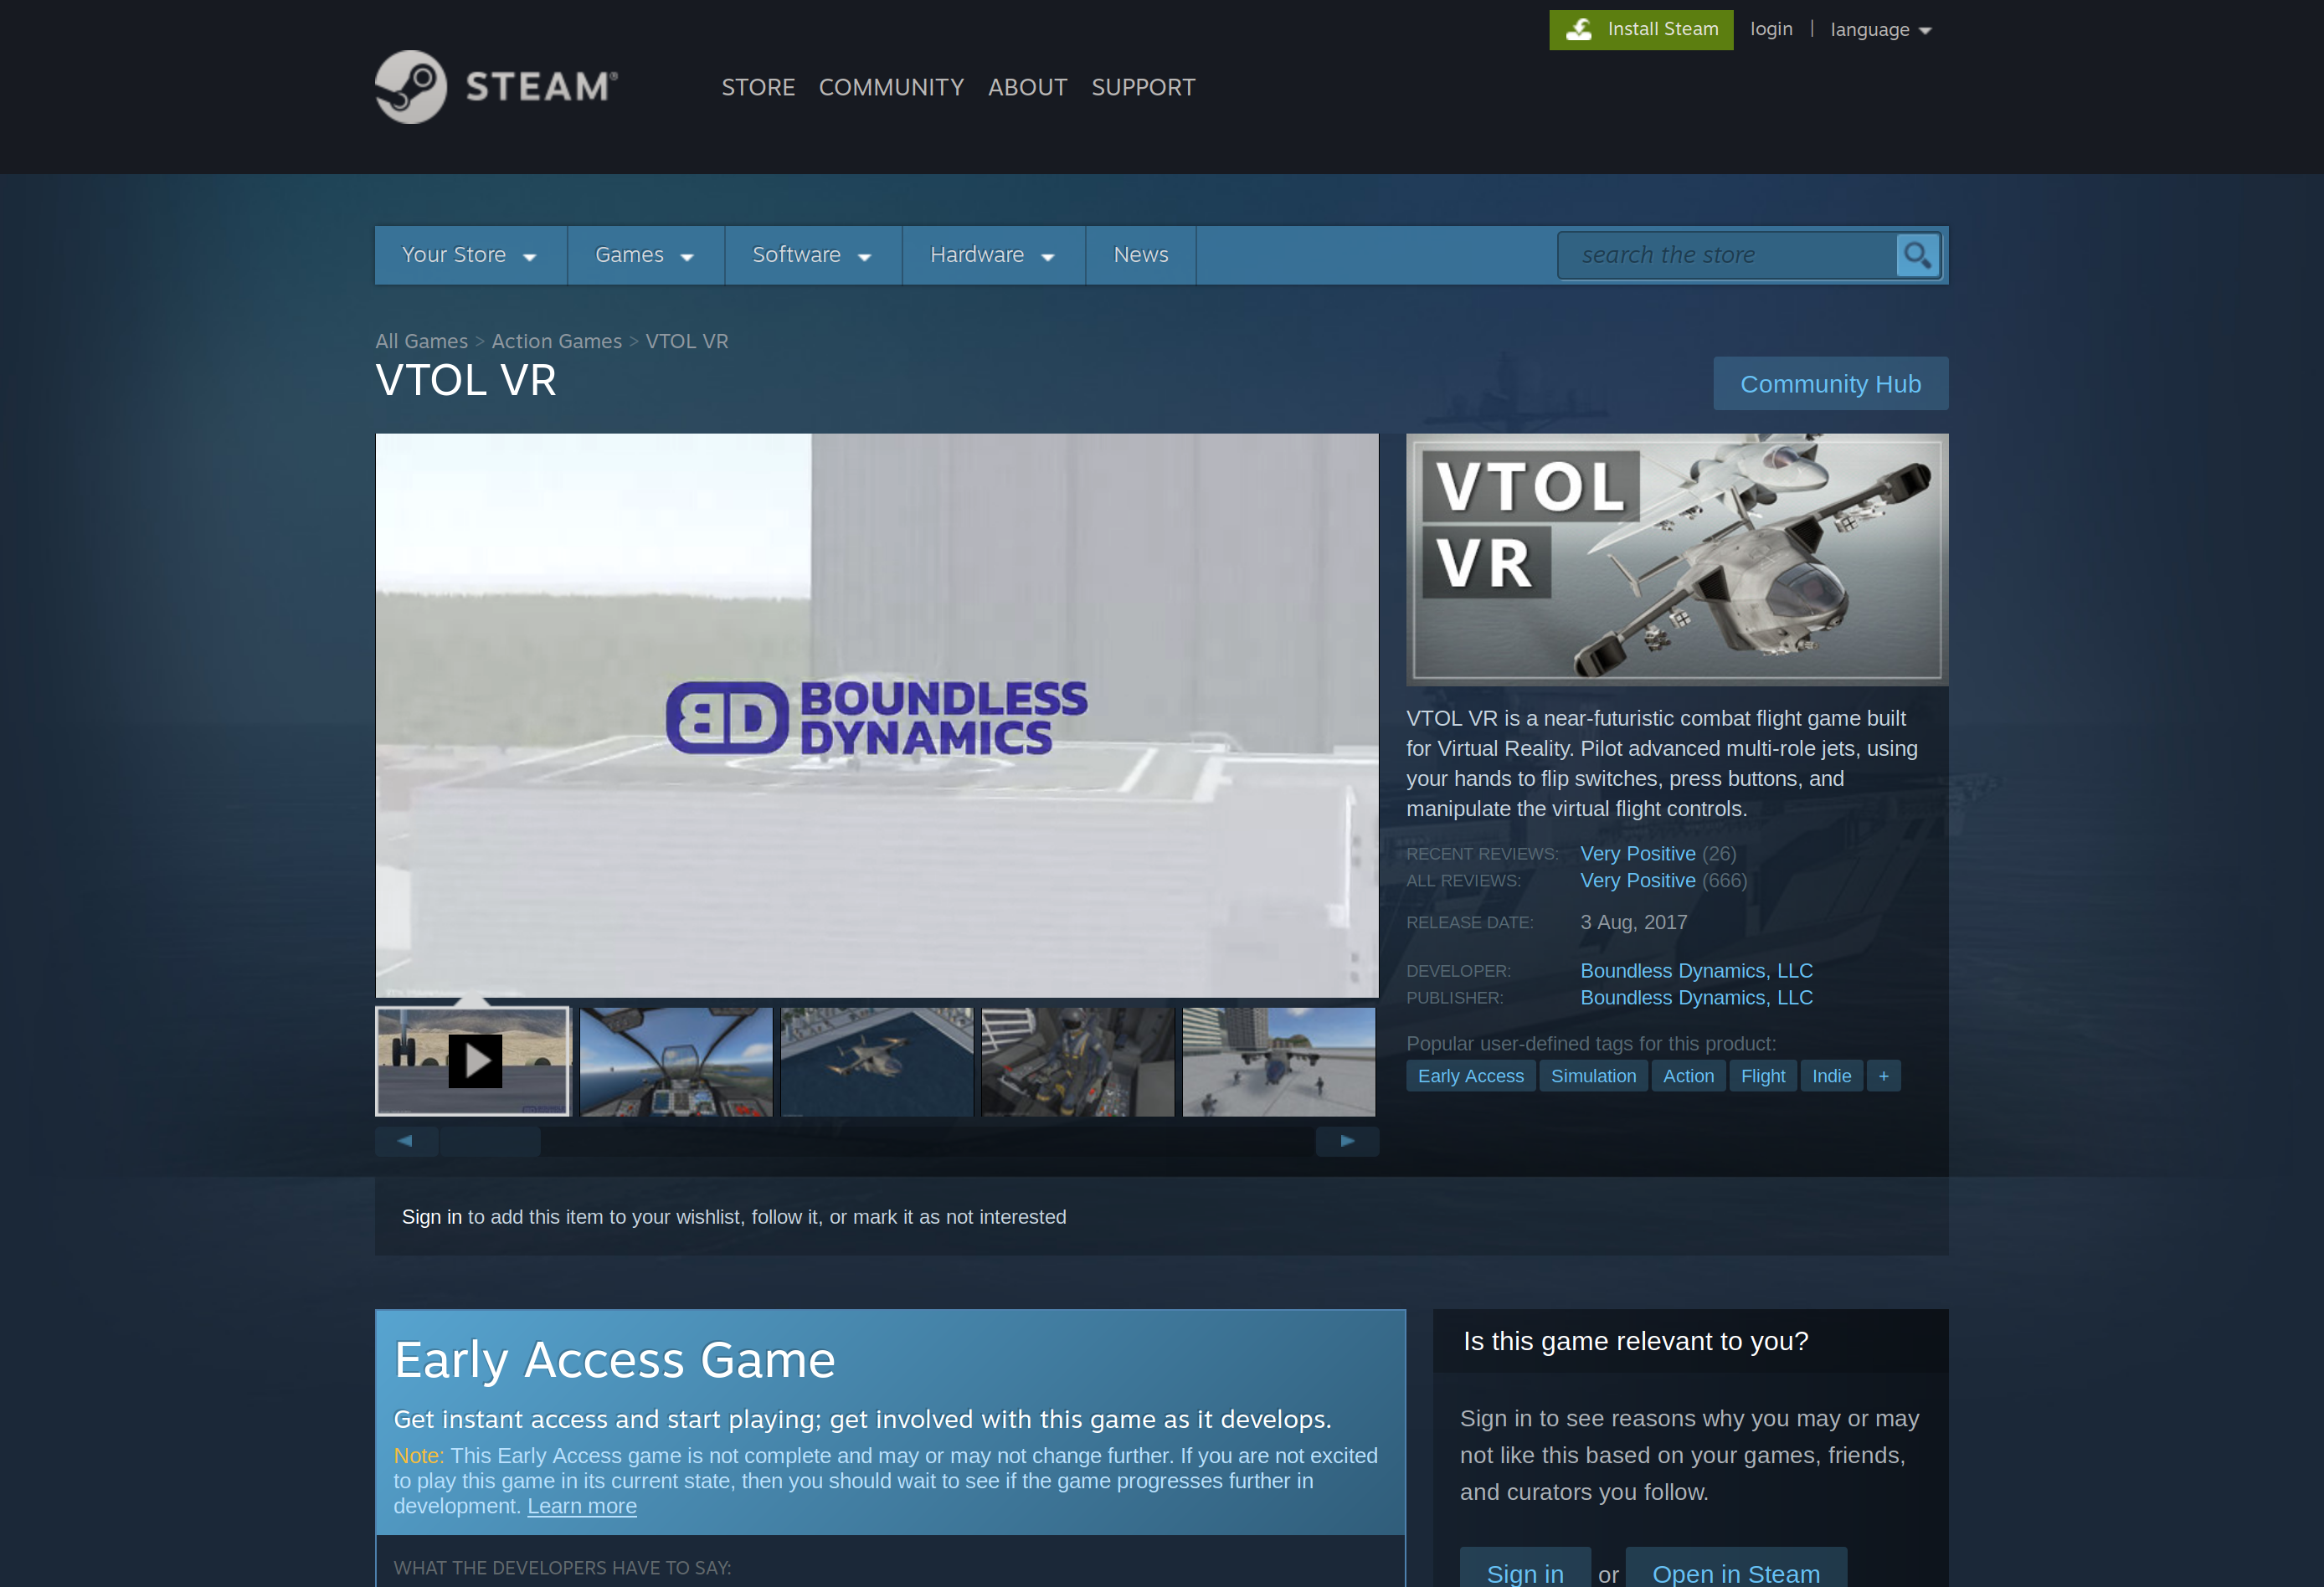 Install Steam
login
|
language
STEAM®
STORE
COMMUNITY
ABOUT
SUPPORT
Your Store
Games
Software
Hardware
News
search the store
All Games > Action Games > VTOL VR
VTOL VR
Community Hub
BD BOUNDLESS
DYNAMICS
VTOL
VR
VTOL VR is a near-futuristic combat flight game built
for Virtual Reality. Pilot advanced multi-role jets, using
your hands to flip switches, press buttons, and
manipulate the virtual flight controls.
RECENT REVIEWS: Very Positive (26)
ALL REVIEWS: Very Positive (666)
RELEASE DATE: 3 Aug, 2017
DEVELOPER: Boundless Dynamics, LLC
PUBLISHER: Boundless Dynamics, LLC
Popular user-defined tags for this product:
Early Access
Simulation
Action
Flight
Indie
+
Sign in to add this item to your wishlist, follow it, or mark it as not interested
Early Access Game
Get instant access and start playing; get involved with this game as it develops.
Note: This Early Access game is not complete and may or may not change further. If you are not excited
to play this game in its current state, then you should wait to see if the game progresses further in
development. Learn more
WHAT THE DEVELOPERS HAVE TO SAY:
Is this game relevant to you?
Sign in to see reasons why you may or may
not like this based on your games, friends,
and curators you follow.
Sign in or Open in Steam